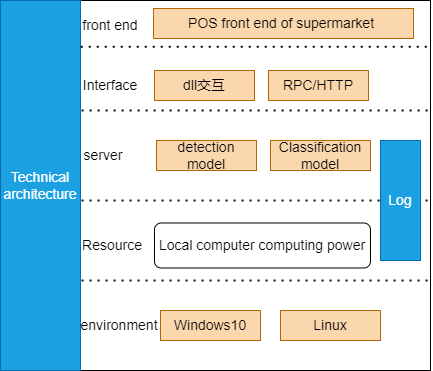 front end
POS front end of supermarket
Interface
dll交互
RPC/HTTP
server
detection
model
Classification
model
Technical
architecture
Log
Resource
Local computer computing power
environment
Windows10
Linux